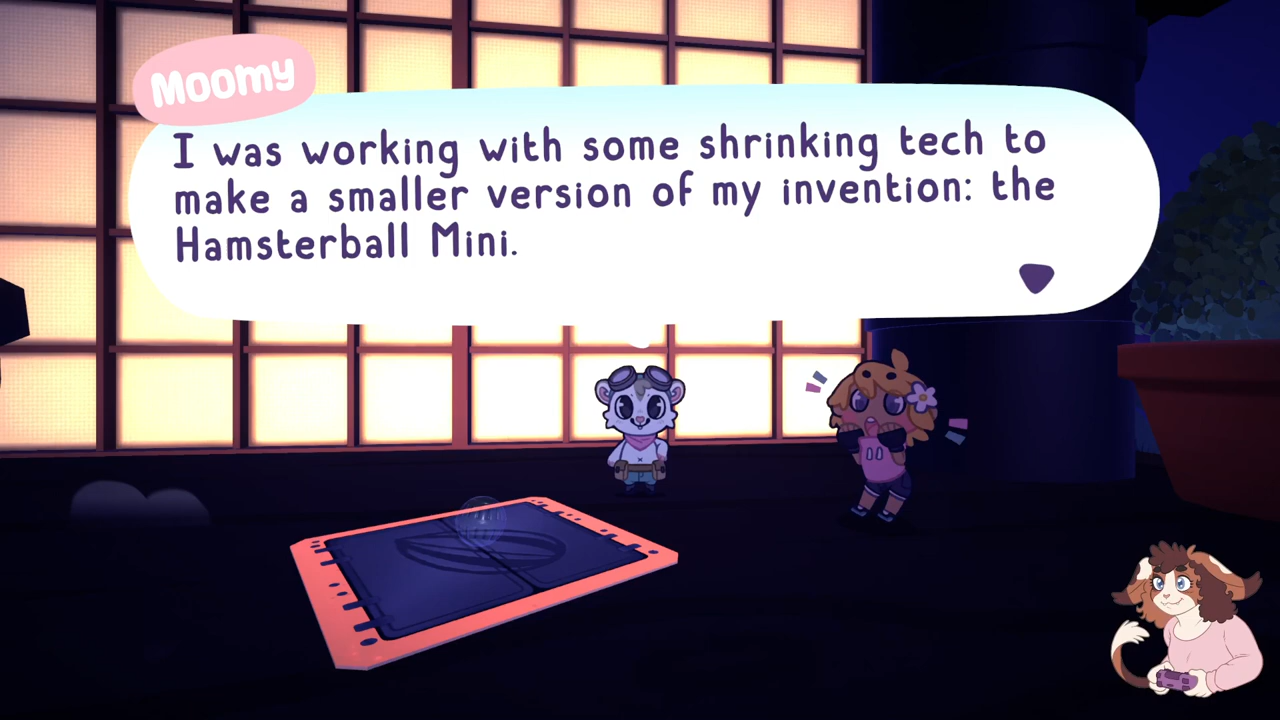 Moomy
I was working with some shrinking tech to
make a smaller version of my invention: the
Hamsterball Mini.